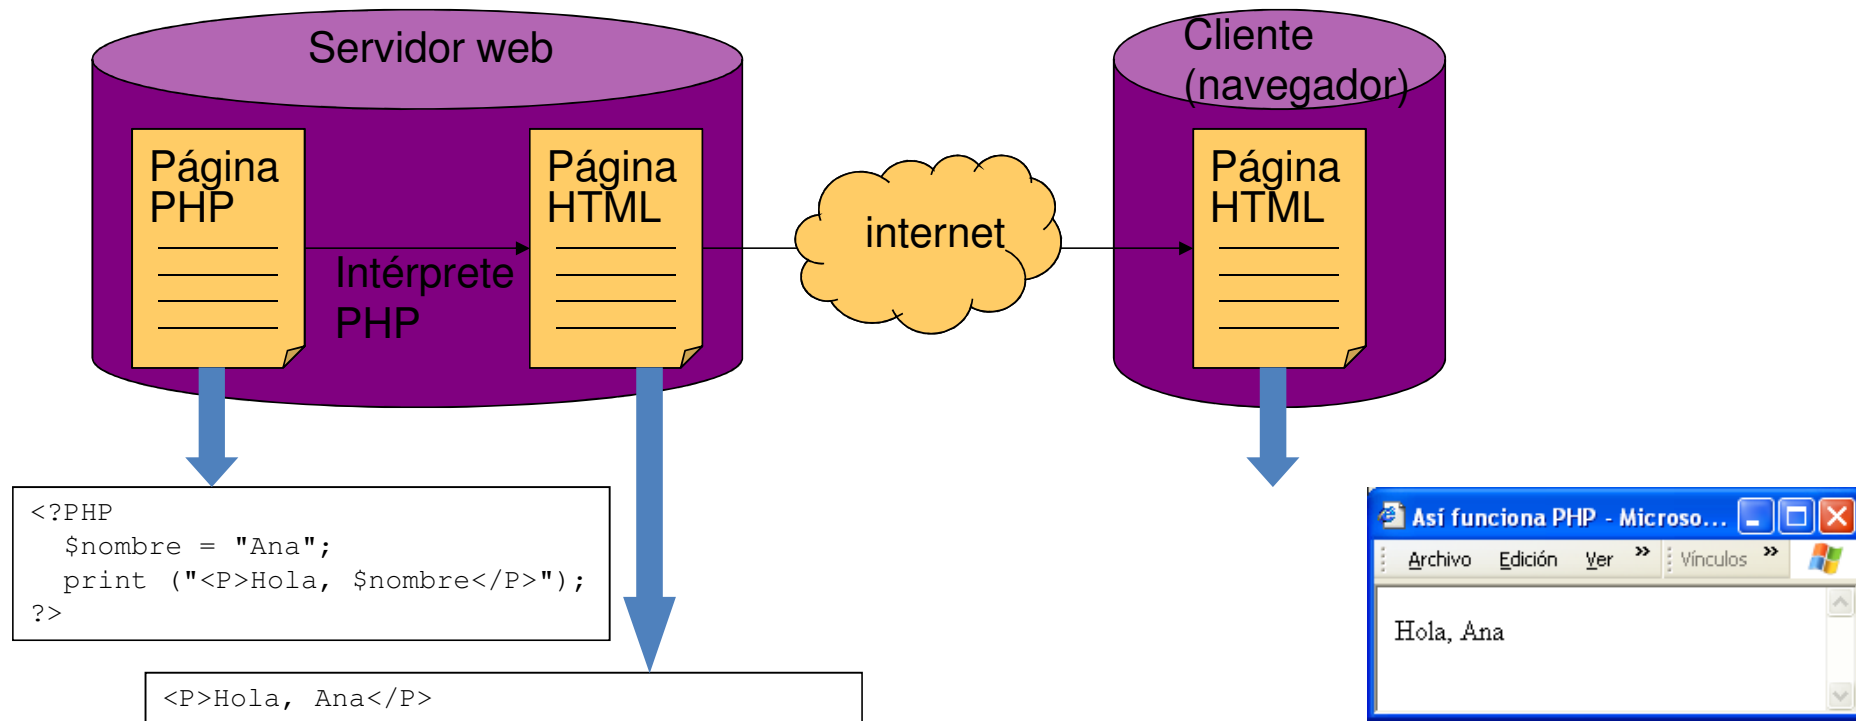 Servidor web
Cliente
(navegador)
Página
PHP
Página
HTML
Página
HTML
internet
Intérprete
PHP
<?PHP
  $nombre = "Ana";
  print ("<P>Hola, $nombre</P>");
?>
<P>Hola, Ana</P>
Así funciona PHP - Microso...
Archivo Edición Ver » Vínculos »
Hola, Ana